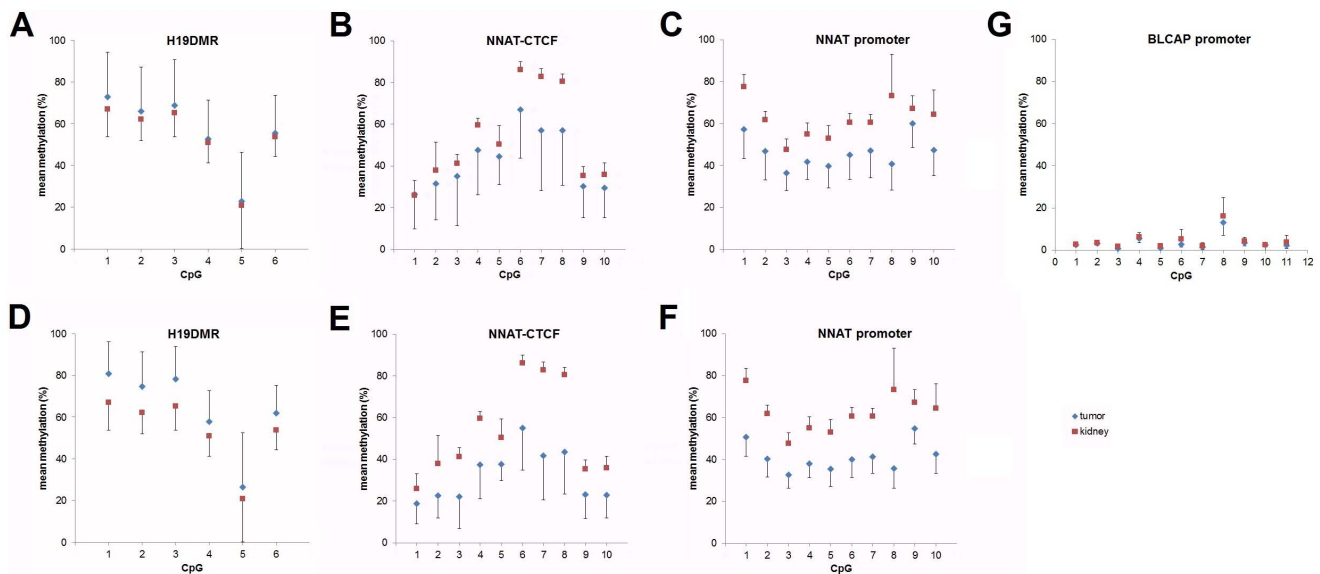 A
H19DMR
mean methylation (%)
100
80
60
40
20
0
1 2 3 4 5 6
CpG
B
NNAT-CTCF
mean methylation (%)
100
80
60
40
20
0
1 2 3 4 5 6 7 8 9 10
CpG
C
NNAT promoter
mean methylation (%)
100
80
60
40
20
0
1 2 3 4 5 6 7 8 9 10
CpG
G
BLCAP promoter
mean methylation (%)
100
80
60
40
20
0
0 1 2 3 4 5 6 7 8 9 10 11 12
CpG
D
H19DMR
mean methylation (%)
100
80
60
40
20
0
1 2 3 4 5 6
CpG
E
NNAT-CTCF
mean methylation (%)
100
80
60
40
20
0
1 2 3 4 5 6 7 8 9 10
CpG
F
NNAT promoter
mean methylation (%)
100
80
60
40
20
0
1 2 3 4 5 6 7 8 9 10
CpG
tumor
kidney